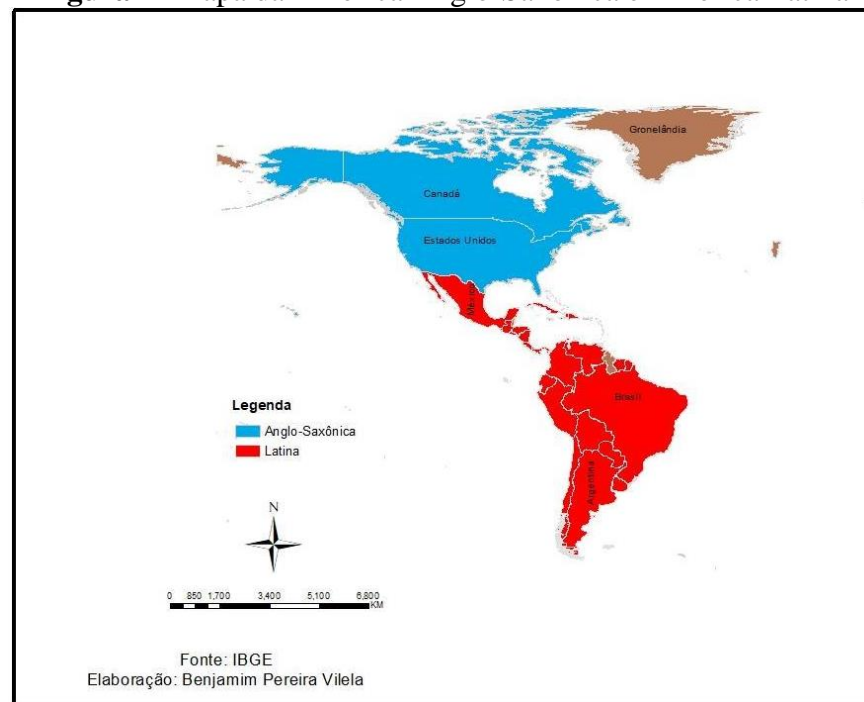 Gronelândia
Canadá
Estados Unidos
México
Brasil
Argentina
Legenda
Anglo-Saxônica
Latina
N
0 850 1,700 3,400 5,100 6,800
KM
Fonte: IBGE
Elaboração: Benjamim Pereira Vilela